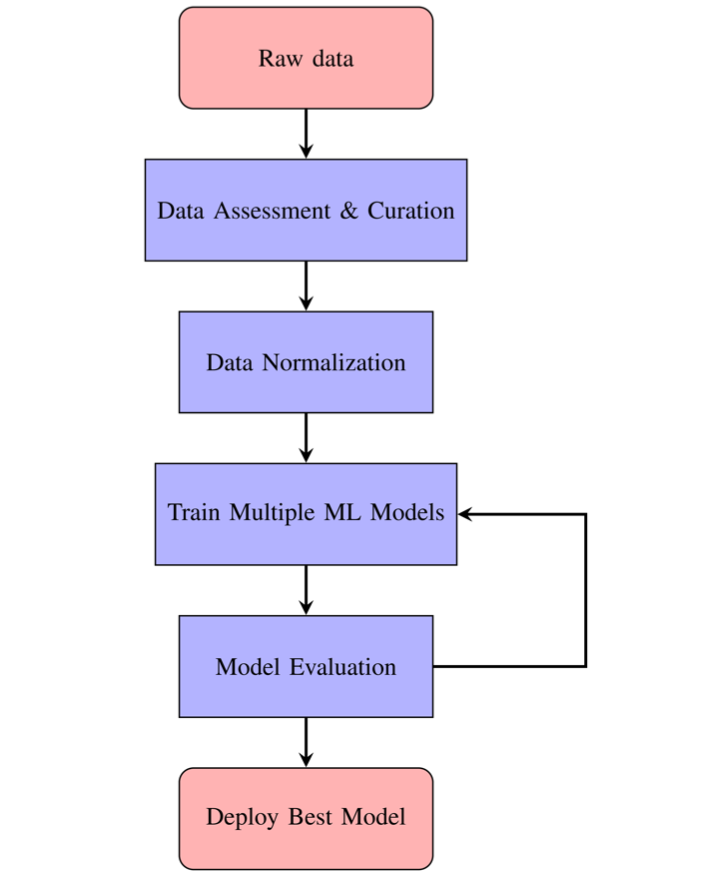 Raw data
Data Assessment & Curation
Data Normalization
Train Multiple ML Models
Model Evaluation
Deploy Best Model